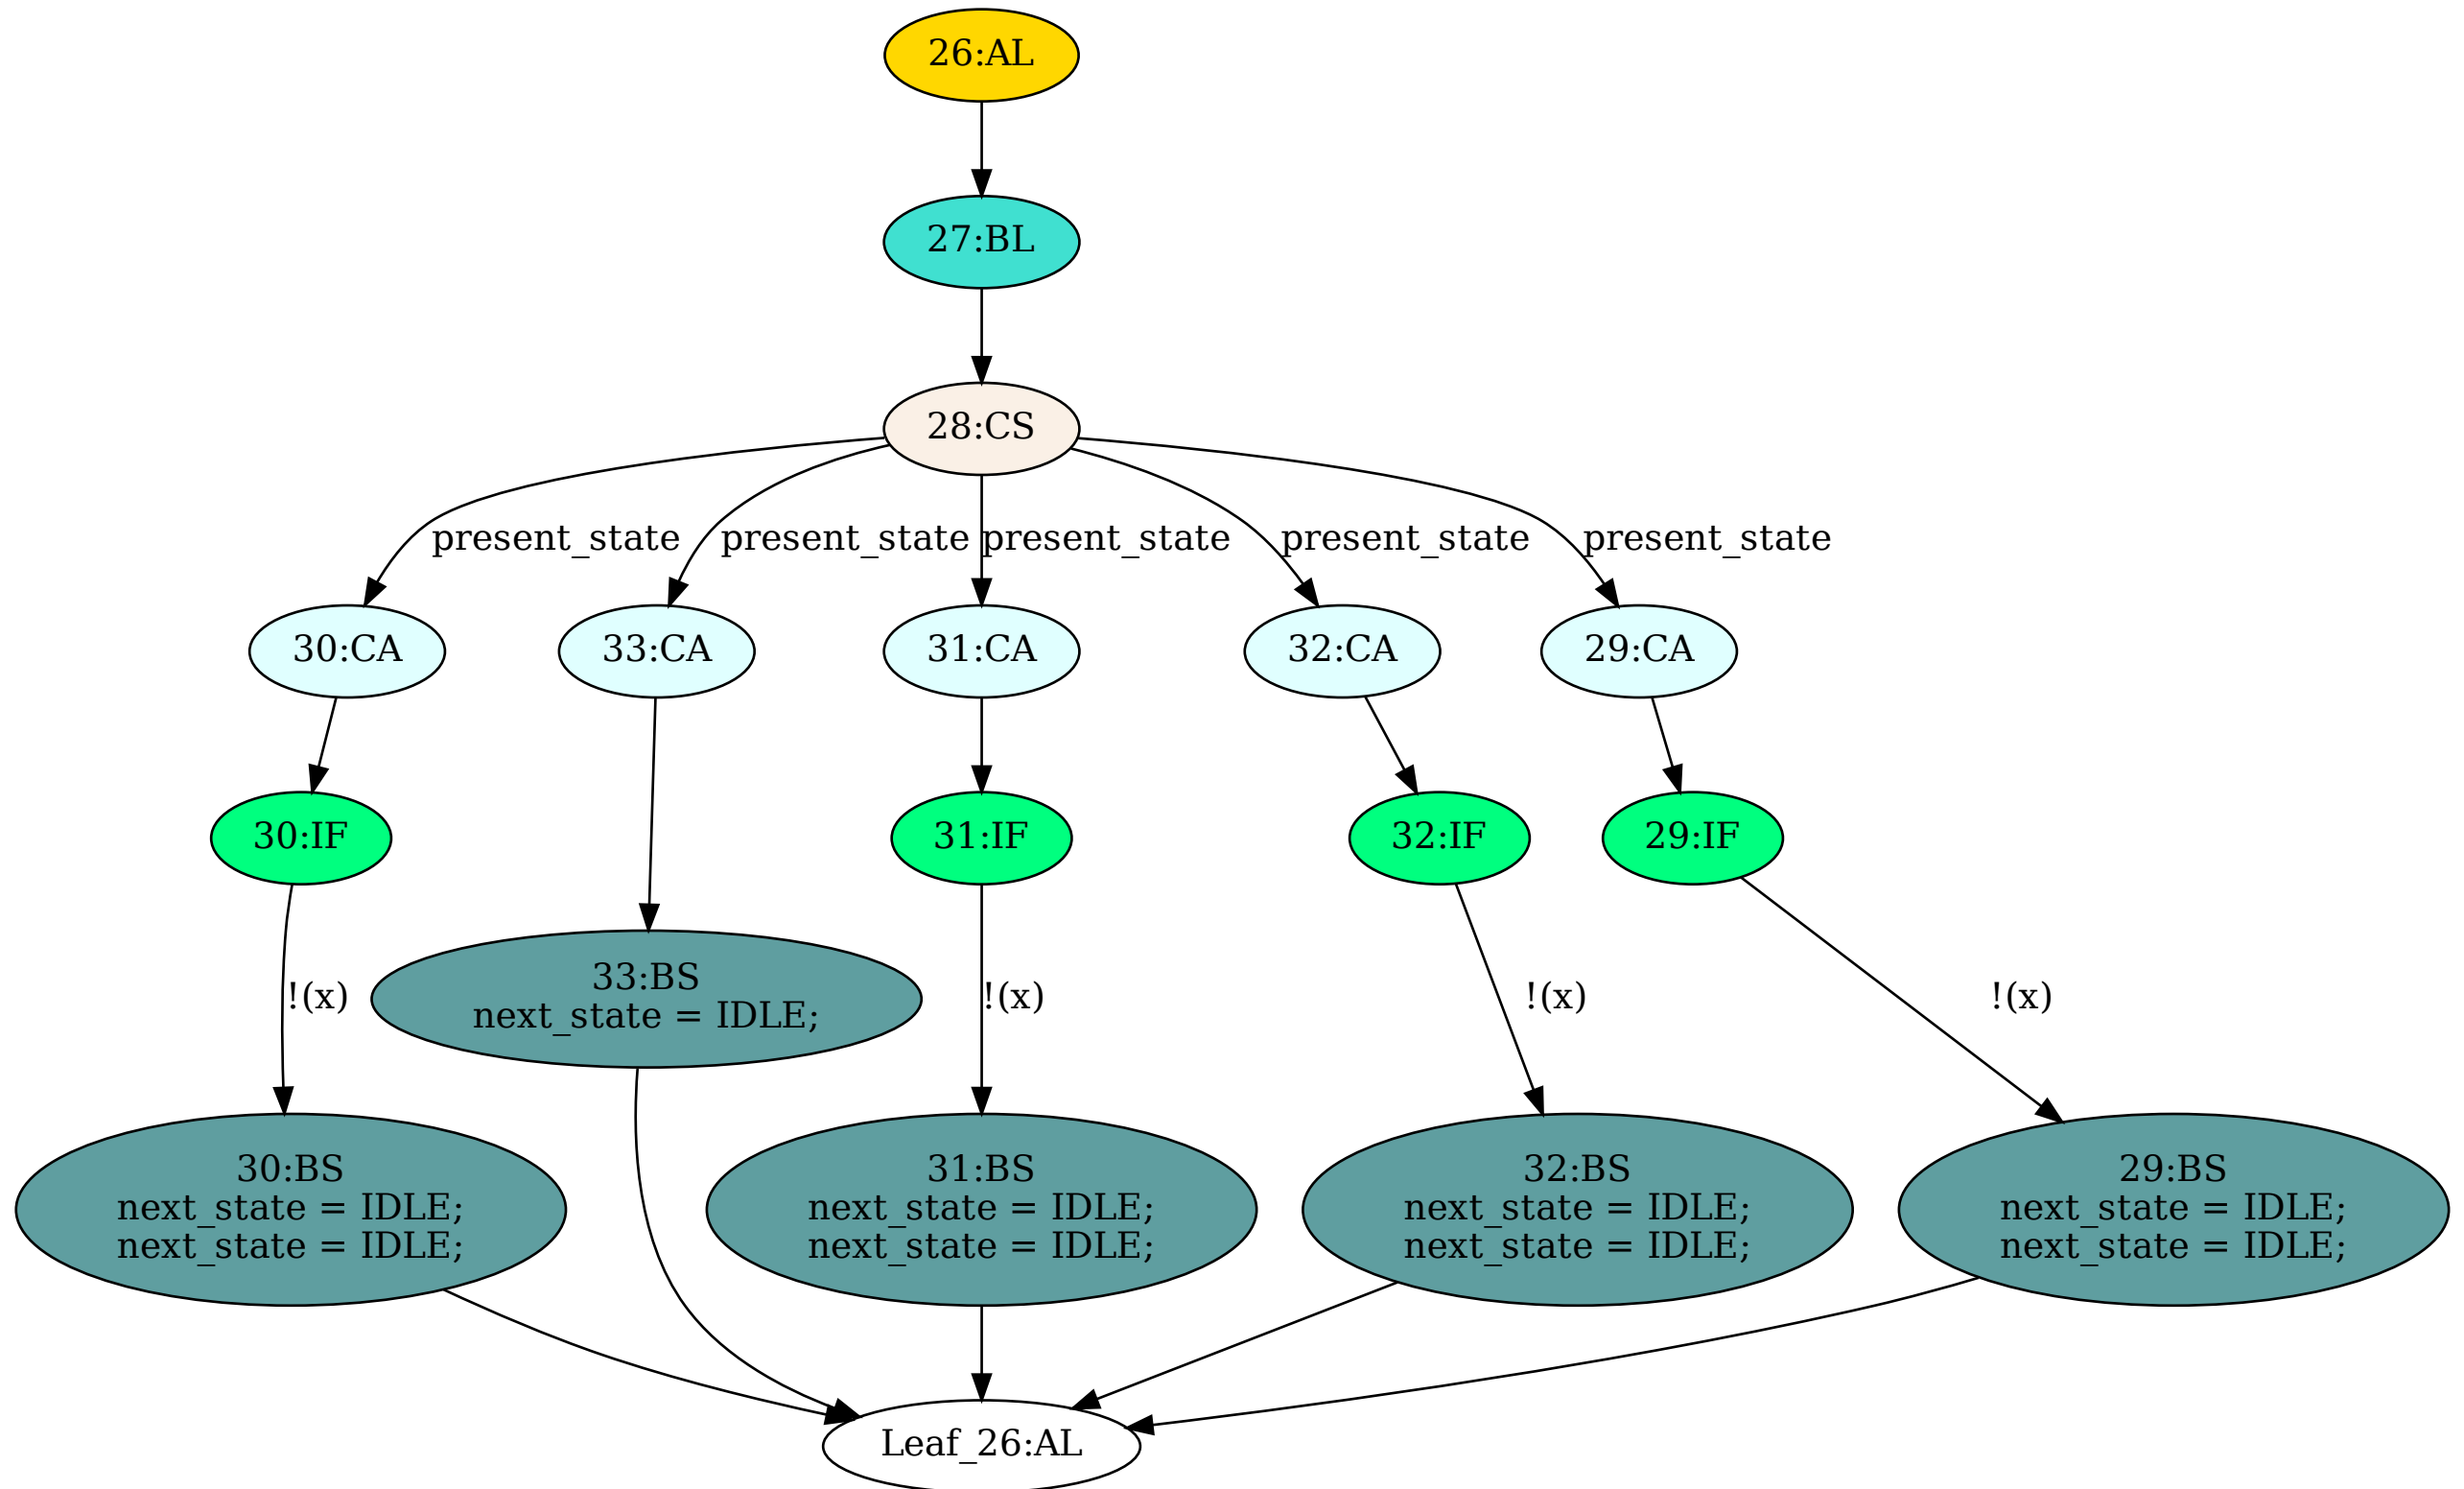 26:AL
27:BL
28:CS
present_state
present_state
present_state
present_state
present_state
30:CA
33:CA
31:CA
32:CA
29:CA
30:IF
31:IF
32:IF
29:IF
!(x)
33:BS
next_state = IDLE;
!(x)
!(x)
!(x)
30:BS
next_state = IDLE;
next_state = IDLE;
31:BS
next_state = IDLE;
next_state = IDLE;
32:BS
next_state = IDLE;
next_state = IDLE;
29:BS
next_state = IDLE;
next_state = IDLE;
Leaf_26:AL